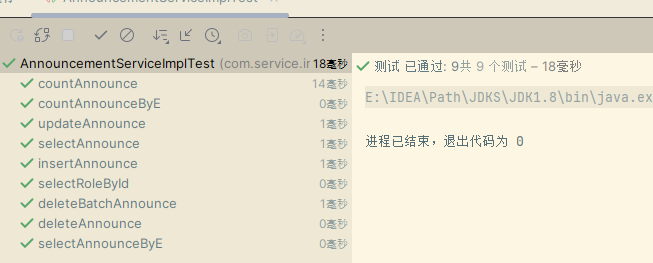 AnnouncementServiceImplTest
AnnouncementServiceImplTest (com.service.ir 18毫秒
countAnnounce 14毫秒
countAnnounceByE 0毫秒
updateAnnounce 1毫秒
selectAnnounce 1毫秒
insertAnnounce 1毫秒
selectRoleById 0毫秒
deleteBatchAnnounce 1毫秒
deleteAnnounce 0毫秒
selectAnnounceByE 0毫秒
测试 已通过: 9共 9 个测试 – 18毫秒
E:\IDEA\Path\JDKS\JDK1.8\bin\java.ex
进程已结束，退出代码为 0